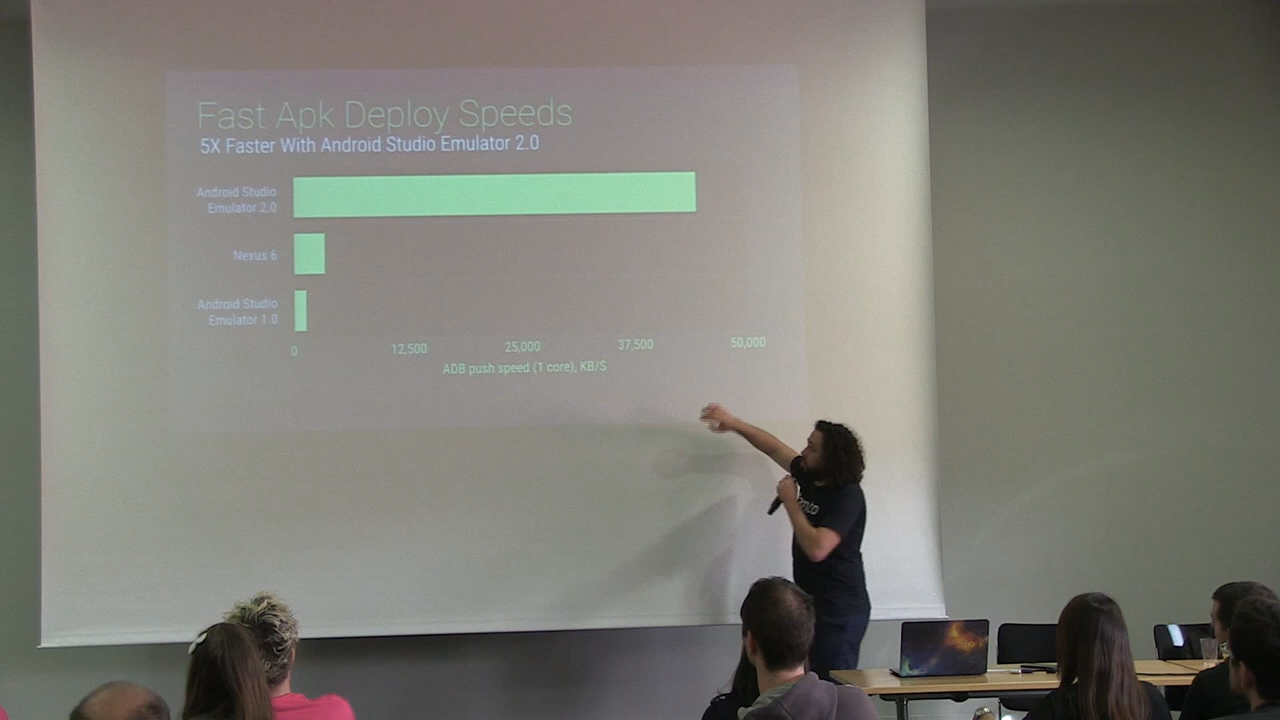 Fast Apk Deploy Speeds
5X Faster With Android Studio Emulator 2.0
Android Studio
Emulator 2.0
Nexus 6
Android Studio
Emulator 1.0
0 12,500 25,000 37,500 50,000
ADB push speed (1 core), KB/S